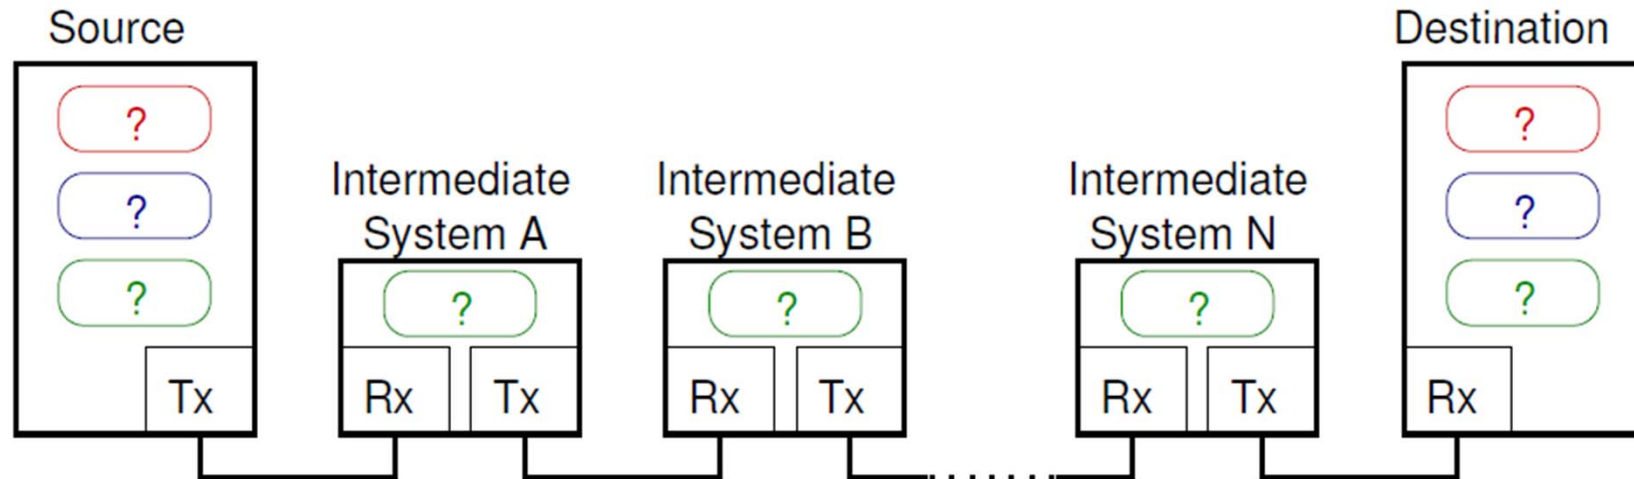 Source
Destination
?
?
?
?
Intermediate
System A
Intermediate
System B
Intermediate
System N
?
?
?
?
?
?
Tx
Rx
Tx
Rx
Tx
Rx
Tx
Rx